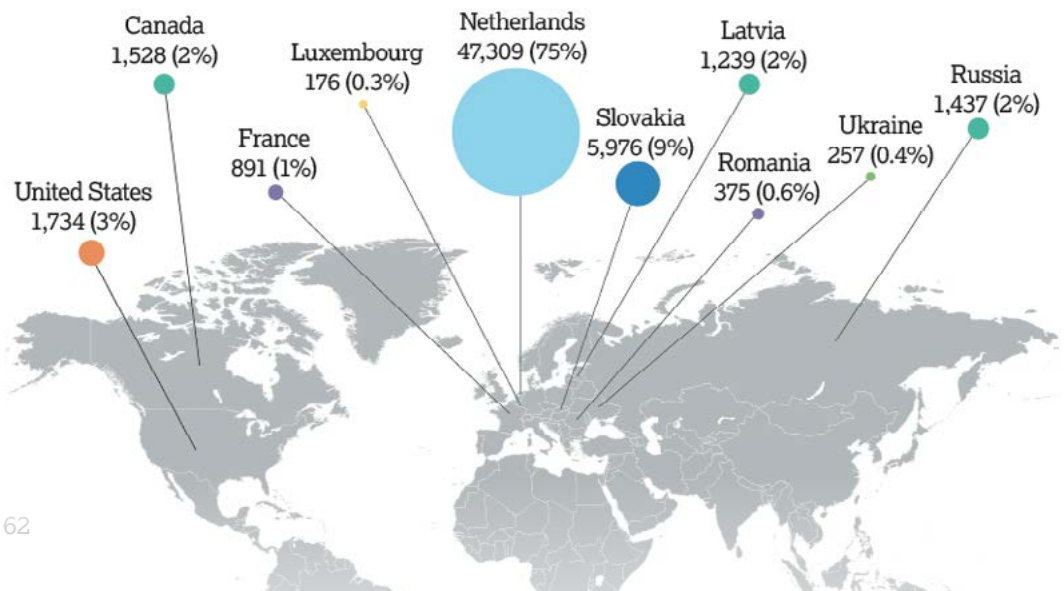 Canada
1,528 (2%)
Luxembourg
176 (0.3%)
Netherlands
47,309 (75%)
Latvia
1,239 (2%)
Russia
1,437 (2%)
France
891 (1%)
Slovakia
5,976 (9%)
Ukraine
257 (0.4%)
Romania
375 (0.6%)
United States
1,734 (3%)
62